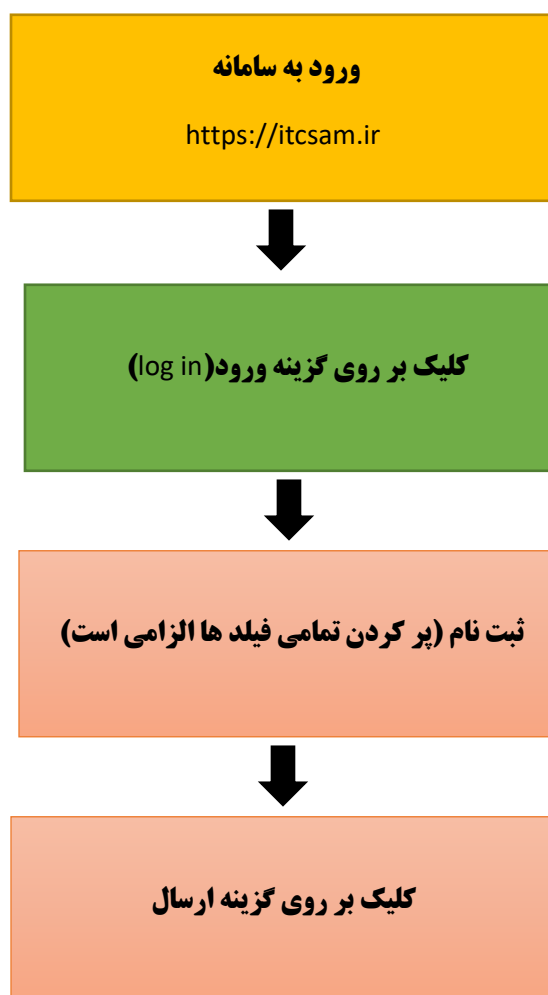 ورود به سامانه
https://itcsam.ir
کلیک بر روی گزینه ورود(log in)
ثبت نام (پر کردن تمامی فیلد ها الزامی است)
کلیک بر روی گزینه ارسال